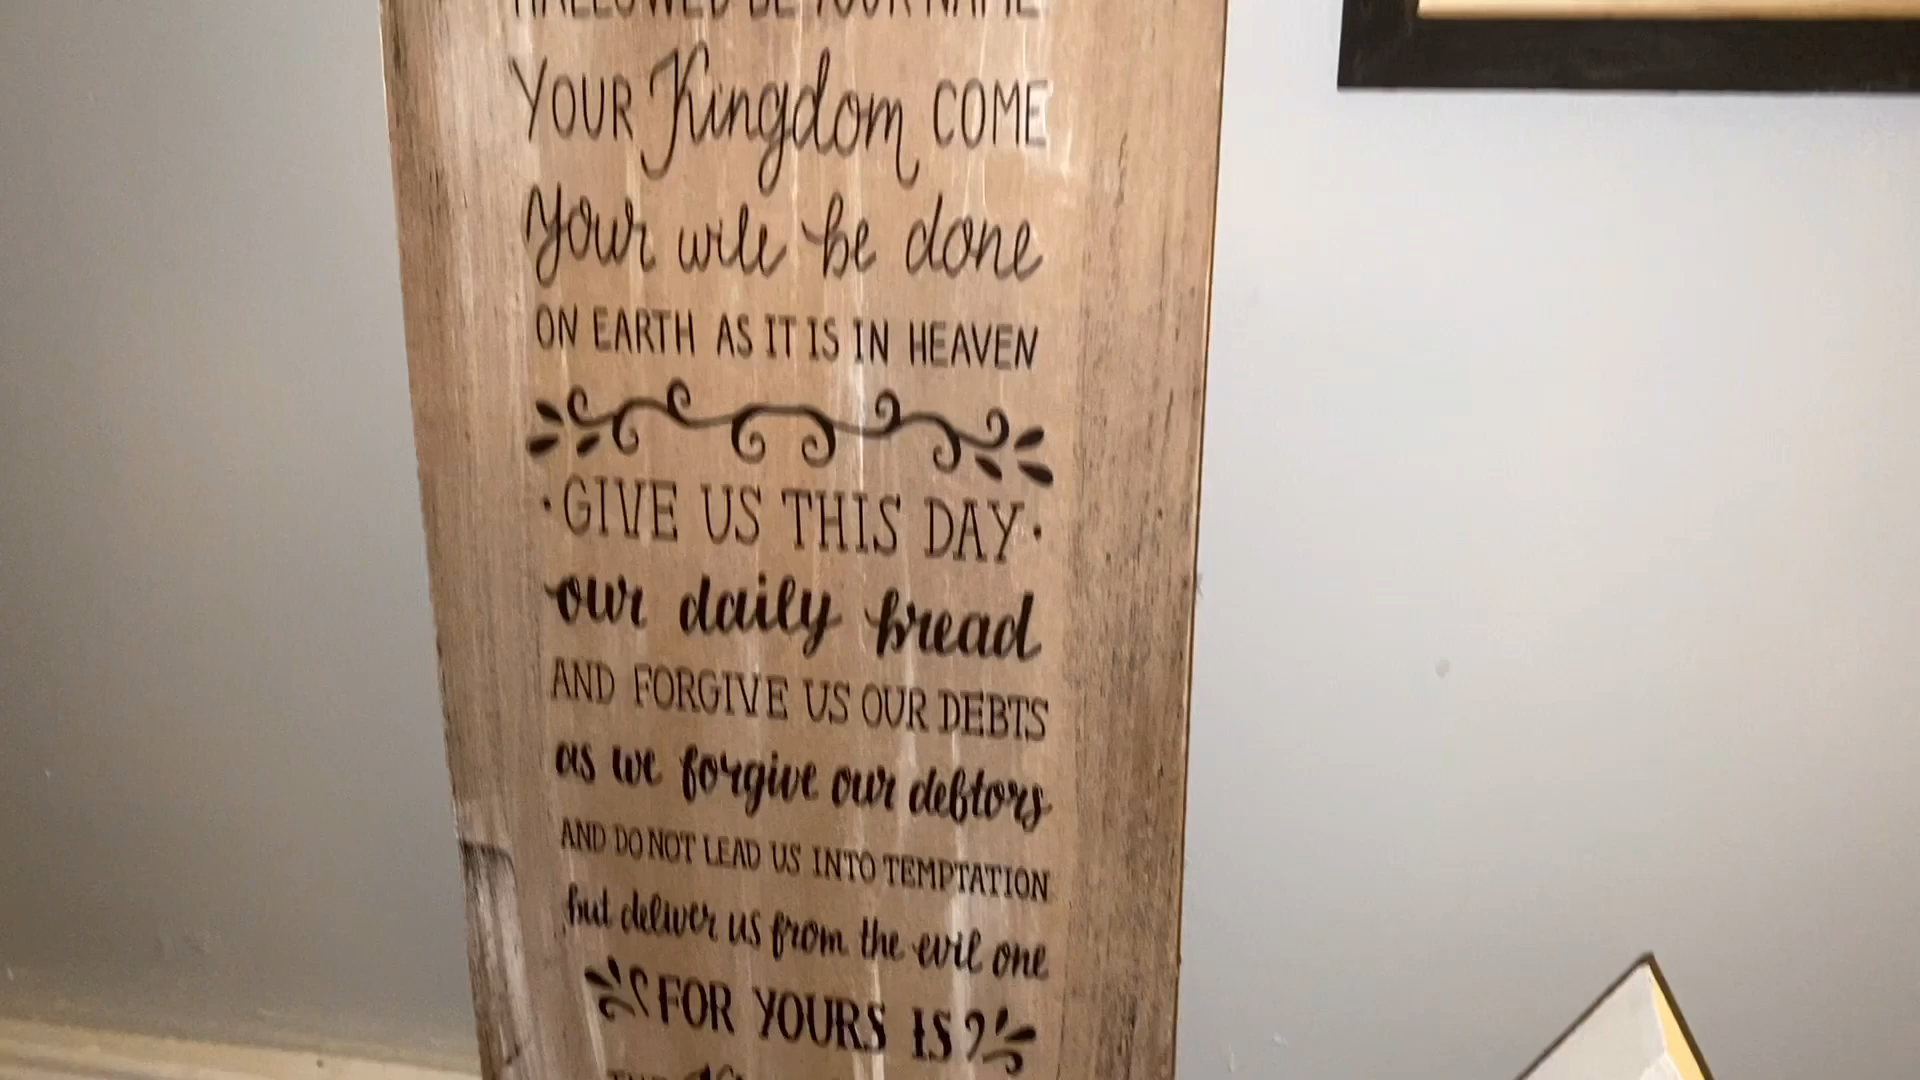 HALLOWED BE YOUR NAME
YOUR Kingdom COME
Your will be done
ON EARTH AS IT IS IN HEAVEN
· GIVE US THIS DAY ·
our daily bread
AND FORGIVE US OUR DEBTS
as we forgive our debtors
AND DO NOT LEAD US INTO TEMPTATION
but deliver us from the evil one
FOR YOURS IS